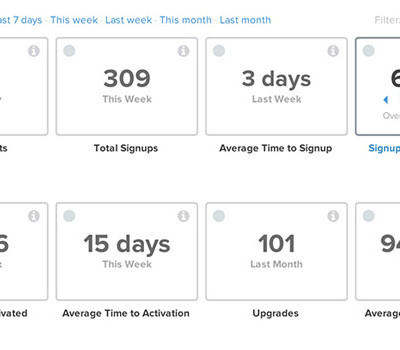 ast 7 days · This week · Last week · This month · Last month
Filter:
309
This Week
3 days
Last Week
6
Over
ts
Total Signups
Average Time to Signup
Signup
6
15 days
This Week
101
Last Month
94
ivated
Average Time to Activation
Upgrades
Average